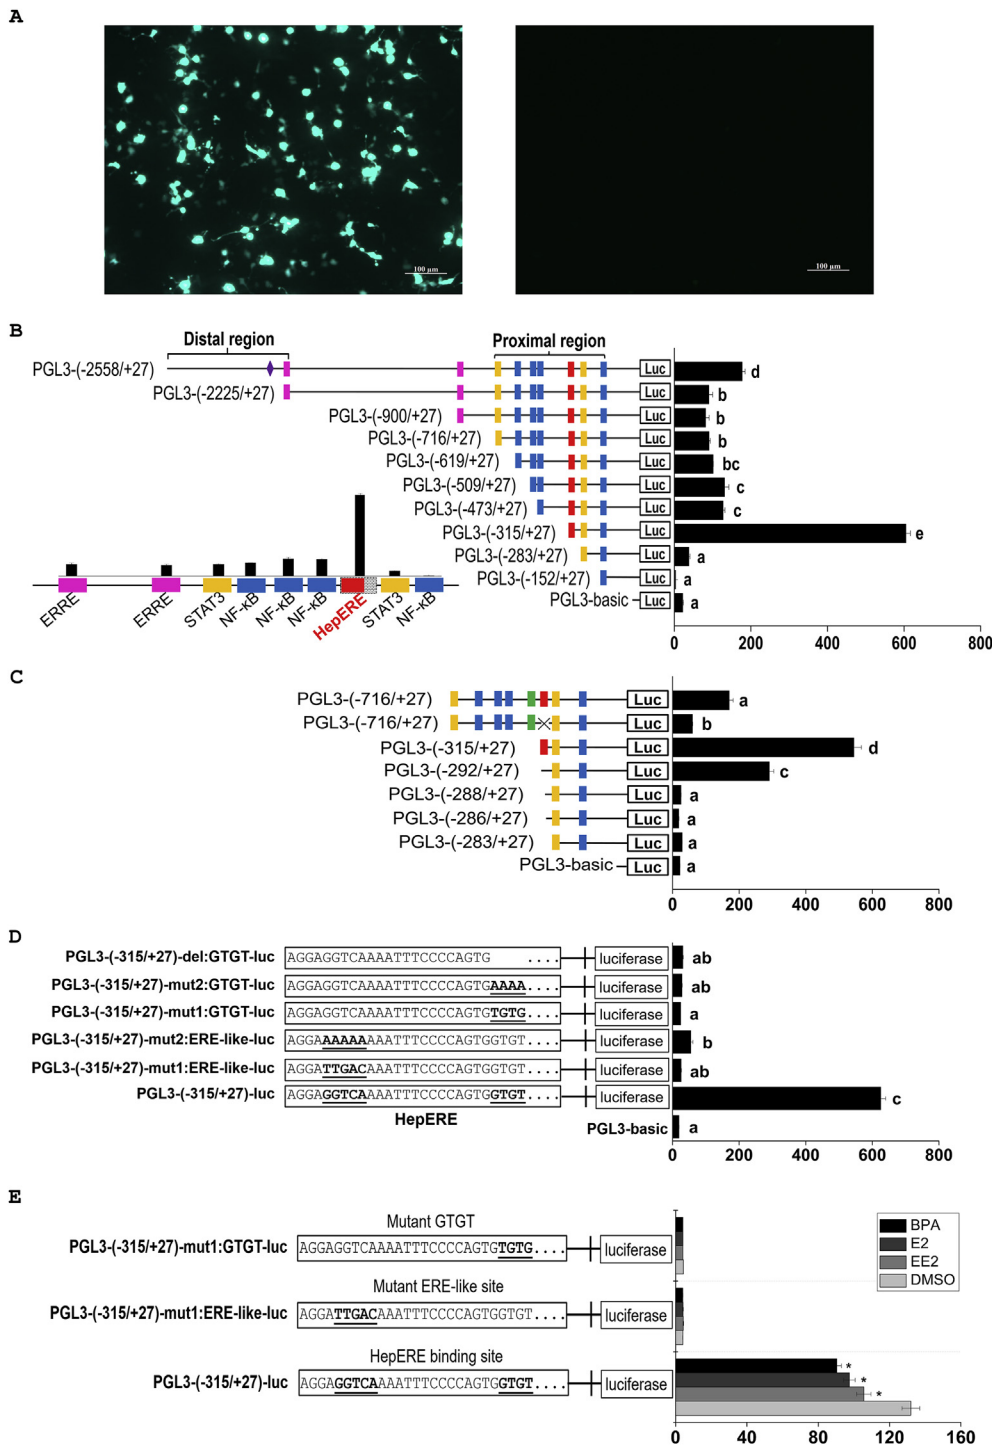 A
100 µm
100 µm
B
Distal region
Proximal region
PGL3-(-2558/+27)
Luc
d
PGL3-(-2225/+27)
Luc
b
PGL3-(-900/+27)
Luc
b
PGL3-(-716/+27)
Luc
b
PGL3-(-619/+27)
Luc
bc
PGL3-(-509/+27)
Luc
c
PGL3-(-473/+27)
Luc
c
PGL3-(-315/+27)
Luc
e
PGL3-(-283/+27)
Luc
a
PGL3-(-152/+27)
Luc
a
PGL3-basic
Luc
a
ERRE ERRE STAT3 NF-κB NF-κB NF-κB HepERE STAT3 NF-κB
0 200 400 600 800
C
PGL3-(-716/+27)
Luc
a
PGL3-(-716/+27)
Luc
b
PGL3-(-315/+27)
Luc
d
PGL3-(-292/+27)
Luc
c
PGL3-(-288/+27)
Luc
a
PGL3-(-286/+27)
Luc
a
PGL3-(-283/+27)
Luc
a
PGL3-basic
Luc
a
0 200 400 600 800
D
PGL3-(-315/+27)-del:GTGT-luc
AGGAGGTCAAAATTTCCCCAGTG ....
luciferase
ab
PGL3-(-315/+27)-mut2:GTGT-luc
AGGAGGTCAAAATTTCCCCAGTGAAAA....
luciferase
ab
PGL3-(-315/+27)-mut1:GTGT-luc
AGGAGGTCAAAATTTCCCCAGTGTGTG....
luciferase
a
PGL3-(-315/+27)-mut2:ERE-like-luc
AGGAAAAAAAAATTTCCCCAGTGGTGT....
luciferase
b
PGL3-(-315/+27)-mut1:ERE-like-luc
AGGATTGACAAATTTCCCCAGTGGTGT....
luciferase
ab
PGL3-(-315/+27)-luc
AGGAGGTCAAAATTTCCCCAGTGGTGT....
luciferase
c
HepERE
PGL3-basic
a
0 200 400 600 800
E
Mutant GTGT
PGL3-(-315/+27)-mut1:GTGT-luc
AGGAGGTCAAAATTTCCCCAGTGTGTG....
luciferase
Mutant ERE-like site
PGL3-(-315/+27)-mut1:ERE-like-luc
AGGATTGACAAATTTCCCCAGTGGTGT....
luciferase
HepERE binding site
PGL3-(-315/+27)-luc
AGGAGGTCAAAATTTCCCCAGTGGTGT....
luciferase
*
*
*
BPA
E2
EE2
DMSO
0 40 80 120 160